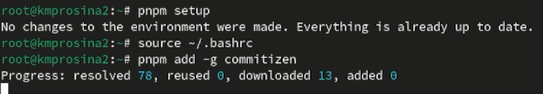 root@kmprosina2:~# pnpm setup
No changes to the environment were made. Everything is already up to date.
root@kmprosina2:~# source ~/.bashrc
root@kmprosina2:~# pnpm add -g commitizen
Progress: resolved 78, reused 0, downloaded 13, added 0